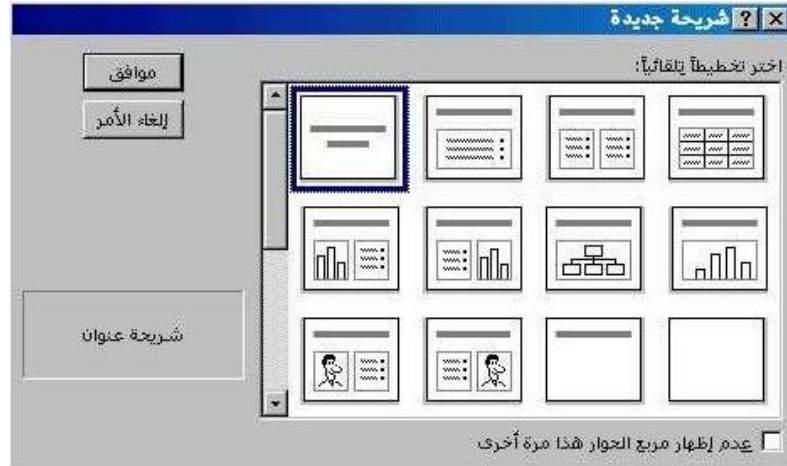 شريحة جديدة
اختر تخطيطاً تلقائياً:
موافق
إلغاء الأمر
شريحة عنوان
عدم إظهار مربع الحوار هذا مرة أخرى